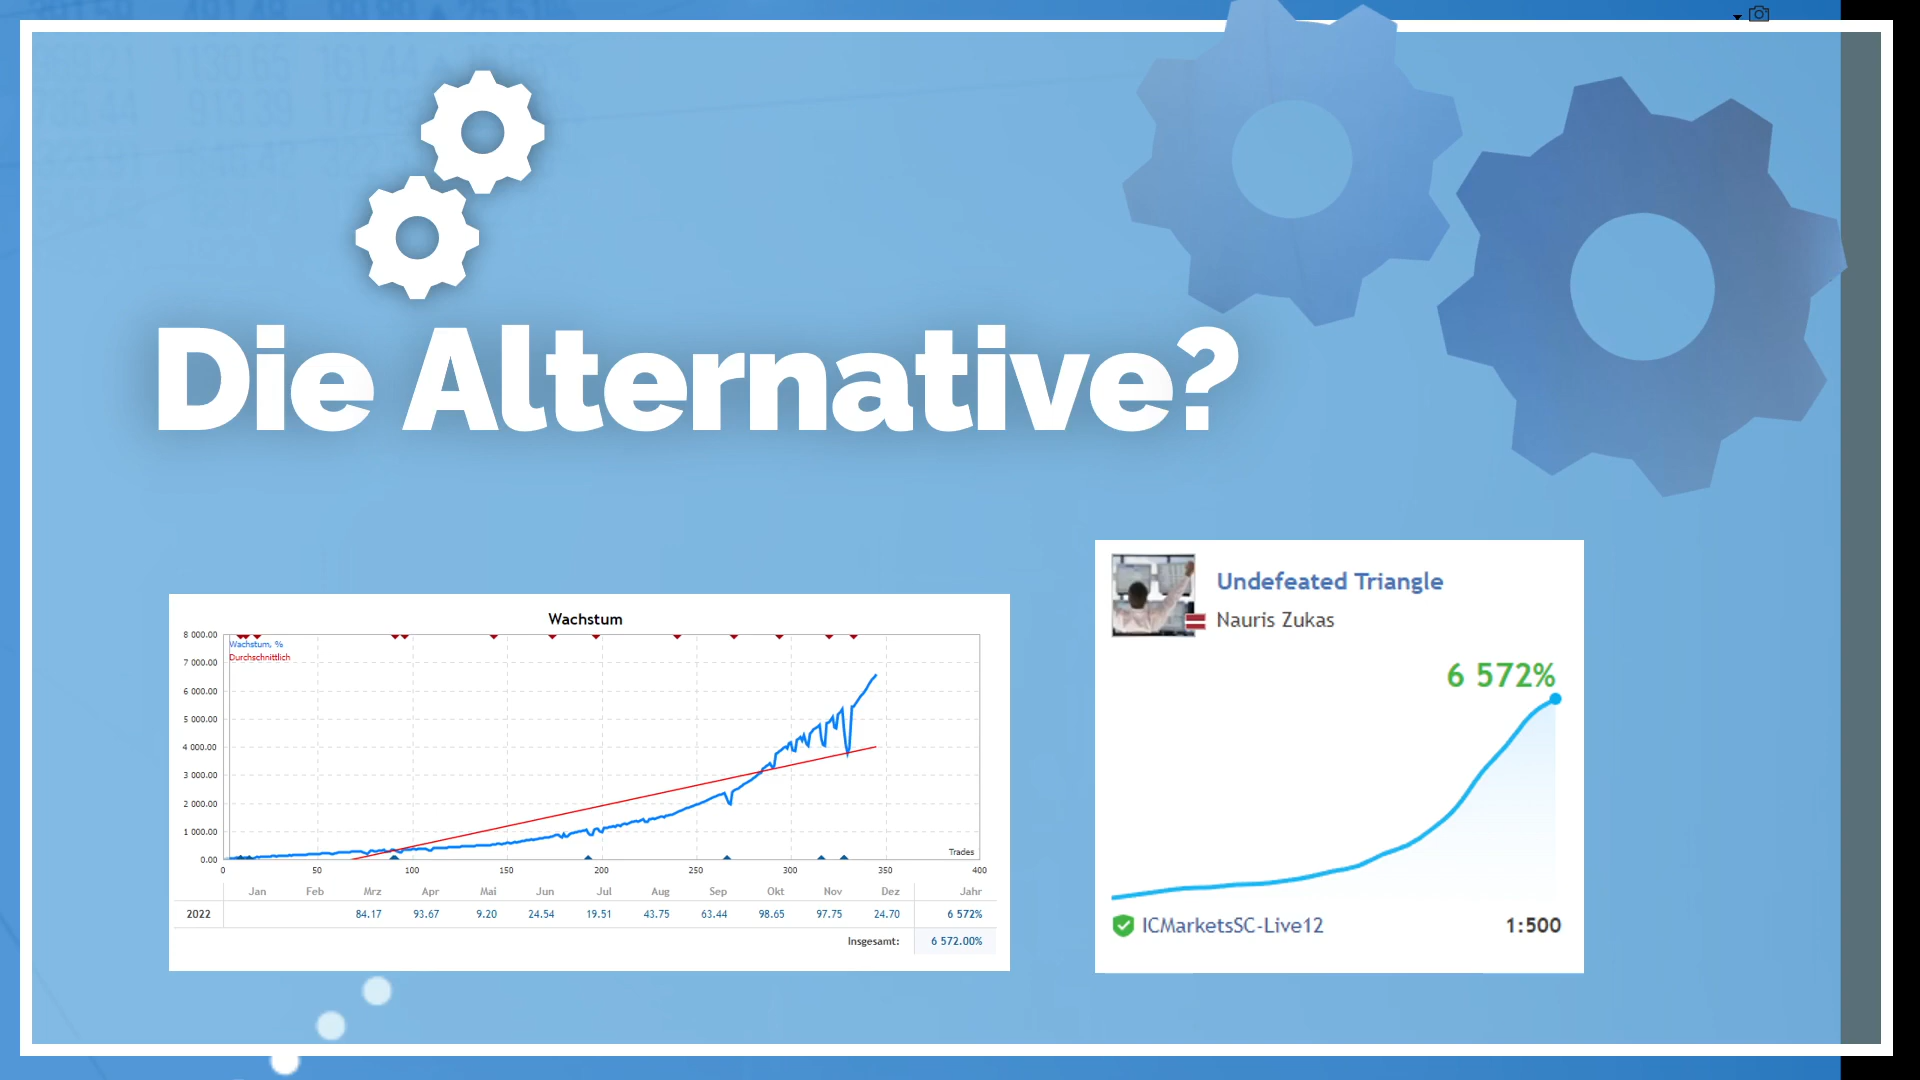 Die Alternative?
Wachstum
Wachstum, %
Durchschnittlich
8 000.00
7 000.00
6 000.00
5 000.00
4 000.00
3 000.00
2 000.00
1 000.00
0.00
Trades
0 50 100 150 200 250 300 350 400
Jan Feb Mrz Apr Mai Jun Jul Aug Sep Okt Nov Dez Jahr
2022 84.17 93.67 9.20 24.54 19.51 43.75 63.44 98.65 97.75 24.70 6 572%
Insgesamt: 6 572.00%
Undefeated Triangle
Nauris Zukas
6 572%
ICMarketsSC-Live12 1:500